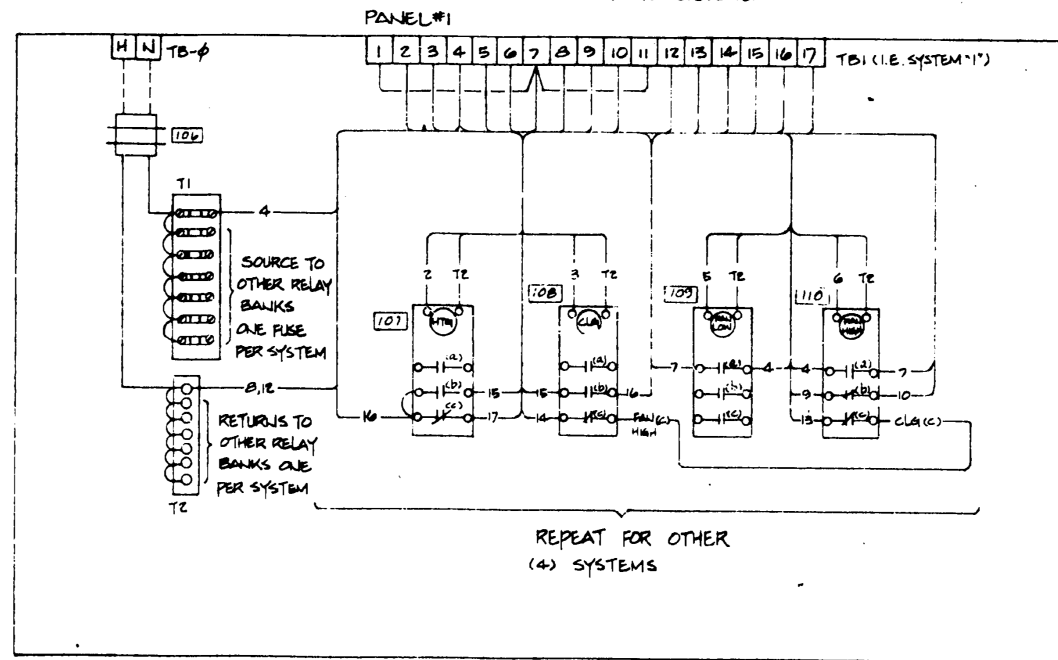 PANEL#1
H N TB-Ø
1 2 3 4 5 6 7 8 9 10 11 12 13 14 15 16 17 TB1 (I.E. SYSTEM "1")
106
T1
4
SOURCE TO
OTHER RELAY
BANKS
ONE FUSE
PER SYSTEM
2 T2 3 T2 5 T2 6 T2
107 HTG
108 CLG
109 FAN LOW
110 FAN HIGH
(a) (a) 7 (a) 4 4 (a) 7
8,12
(b) 15 15 (b) 16 (b) 9 (b) 10
16 (c) 17 14 (c) FAN(C) HIGH (c) 13 (c) CLG (C)
RETURNS TO
OTHER RELAY
BANKS ONE
PER SYSTEM
T2
REPEAT FOR OTHER
(4) SYSTEMS